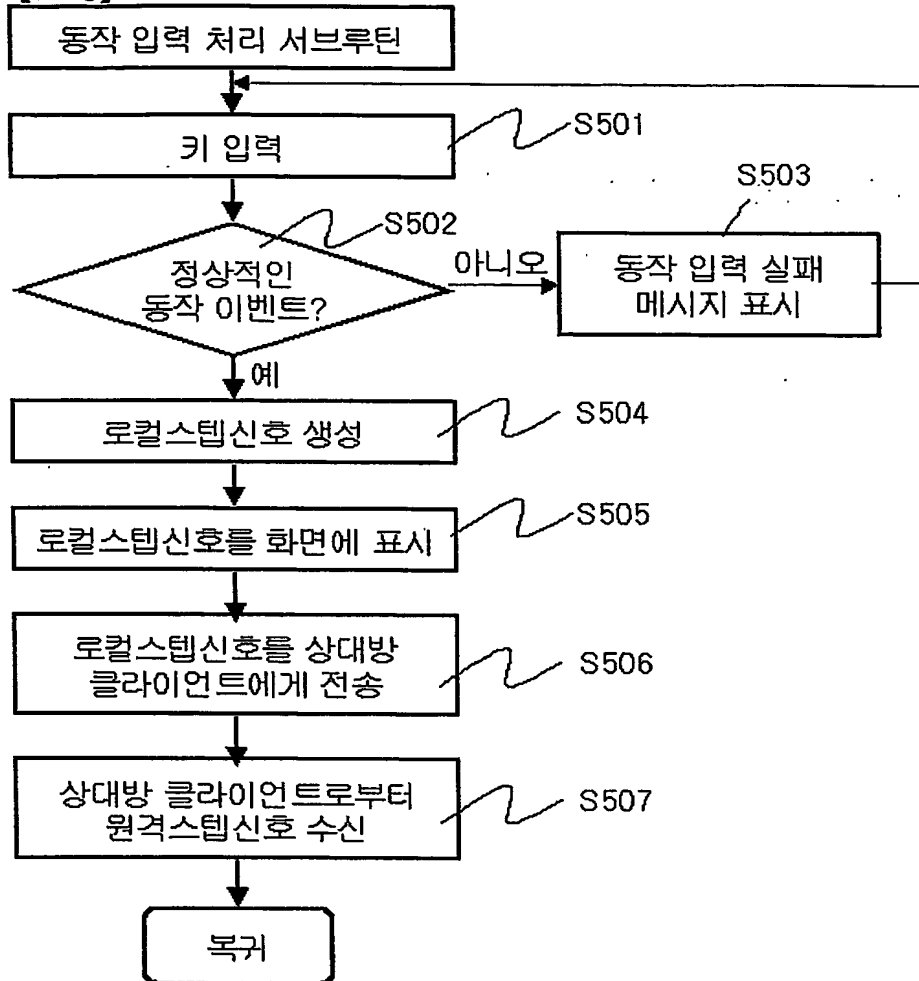 동작 입력 처리 서브루틴
키 입력
S501
S502
정상적인
동작 이벤트?
아니오
S503
동작 입력 실패
메시지 표시
예
로컬스텝신호 생성
S504
로컬스텝신호를 화면에 표시
S505
로컬스텝신호를 상대방
클라이언트에게 전송
S506
상대방 클라이언트로부터
원격스텝신호 수신
S507
복귀